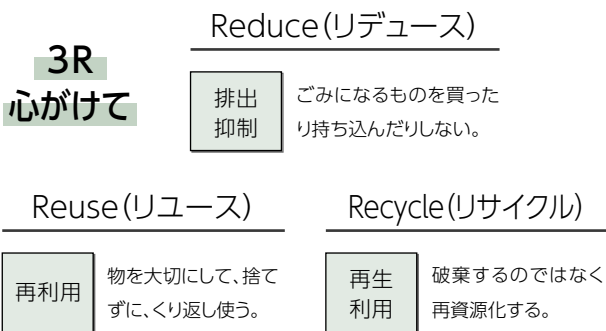 3R
心がけて
Reduce(リデュース)
排出
抑制
ごみになるものを買った
り持ち込んだりしない。
Reuse(リユース)
再利用
物を大切にして、捨て
ずに、くり返し使う。
Recycle(リサイクル)
再生
利用
破棄するのではなく
再資源化する。